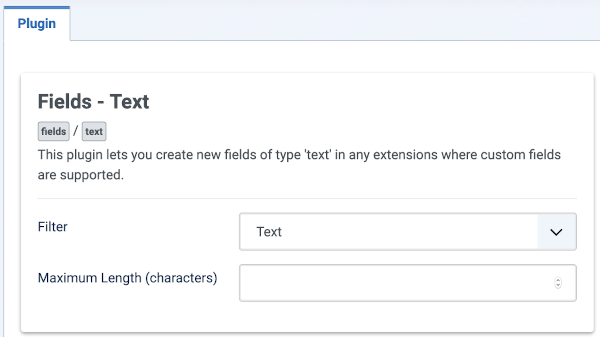 Plugin
Fields - Text
fields / text
This plugin lets you create new fields of type 'text' in any extensions where custom fields
are supported.
Filter
Text
Maximum Length (characters)